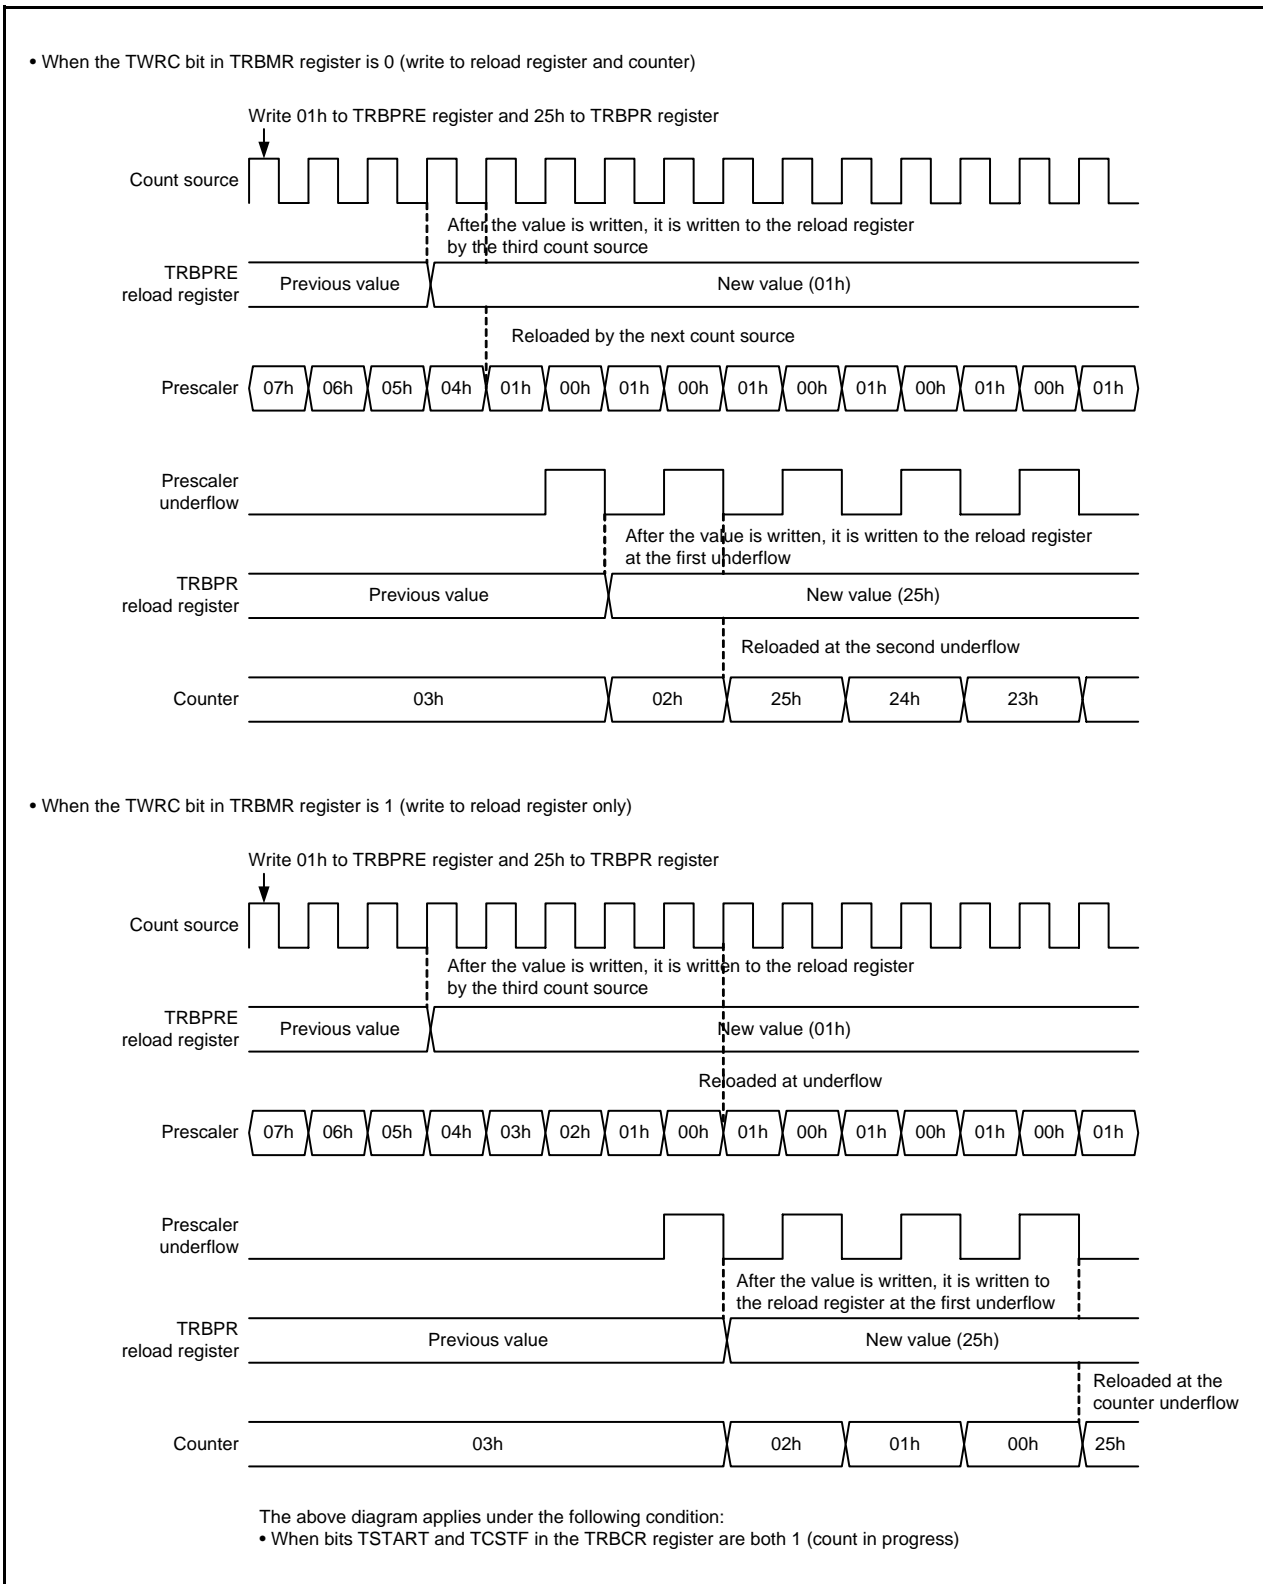 • When the TWRC bit in TRBMR register is 0 (write to reload register and counter)
Write 01h to TRBPRE register and 25h to TRBPR register
Count source
After the value is written, it is written to the reload register
by the third count source
TRBPRE
reload register
Previous value
New value (01h)
Reloaded by the next count source
Prescaler
07h 06h 05h 04h 01h 00h 01h 00h 01h 00h 01h 00h 01h 00h 01h
Prescaler
underflow
After the value is written, it is written to the reload register
at the first underflow
TRBPR
reload register
Previous value
New value (25h)
Reloaded at the second underflow
Counter
03h 02h 25h 24h 23h
• When the TWRC bit in TRBMR register is 1 (write to reload register only)
Write 01h to TRBPRE register and 25h to TRBPR register
Count source
After the value is written, it is written to the reload register
by the third count source
TRBPRE
reload register
Previous value
New value (01h)
Reloaded at underflow
Prescaler
07h 06h 05h 04h 03h 02h 01h 00h 01h 00h 01h 00h 01h 00h 01h
Prescaler
underflow
After the value is written, it is written to
the reload register at the first underflow
TRBPR
reload register
Previous value
New value (25h)
Reloaded at the
counter underflow
Counter
03h 02h 01h 00h 25h
The above diagram applies under the following condition:
• When bits TSTART and TCSTF in the TRBCR register are both 1 (count in progress)